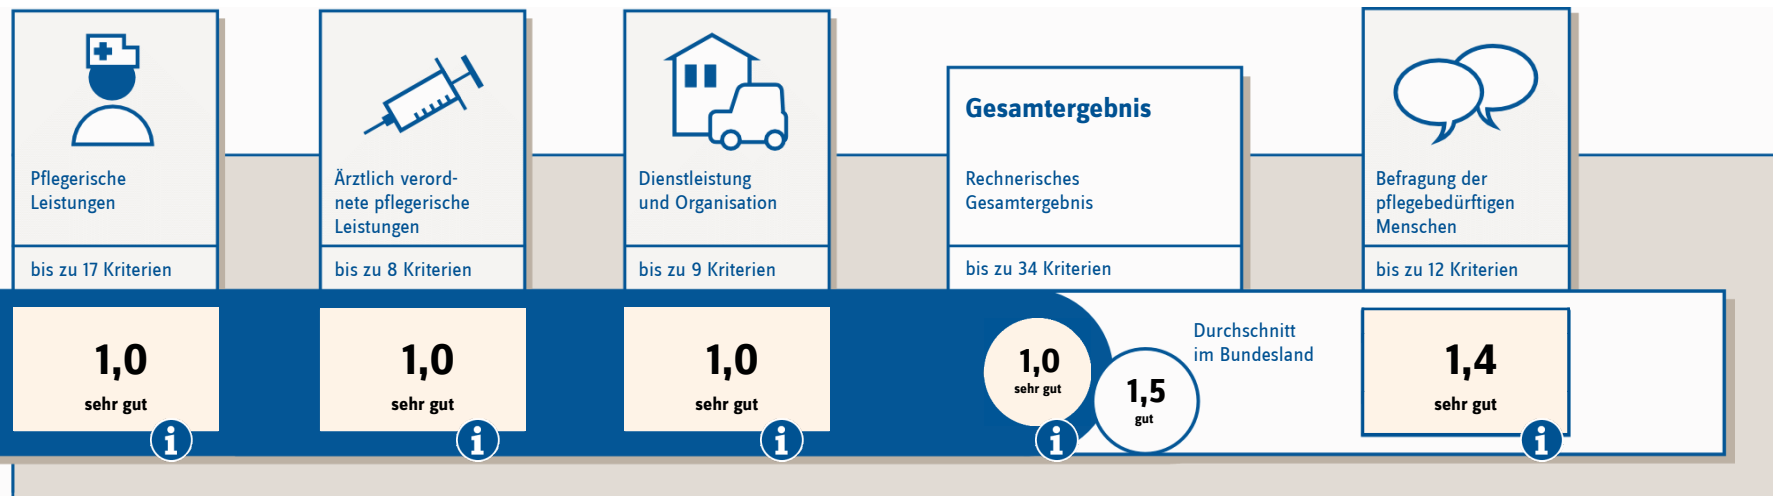 Pflegerische
Leistungen
bis zu 17 Kriterien
1,0
sehr gut
i
Ärztlich verord-
nete pflegerische
Leistungen
bis zu 8 Kriterien
1,0
sehr gut
i
Dienstleistung
und Organisation
bis zu 9 Kriterien
1,0
sehr gut
i
Gesamtergebnis
Rechnerisches
Gesamtergebnis
bis zu 34 Kriterien
1,0
sehr gut
i
1,5
gut
Durchschnitt
im Bundesland
Befragung der
pflegebedürftigen
Menschen
bis zu 12 Kriterien
1,4
sehr gut
i